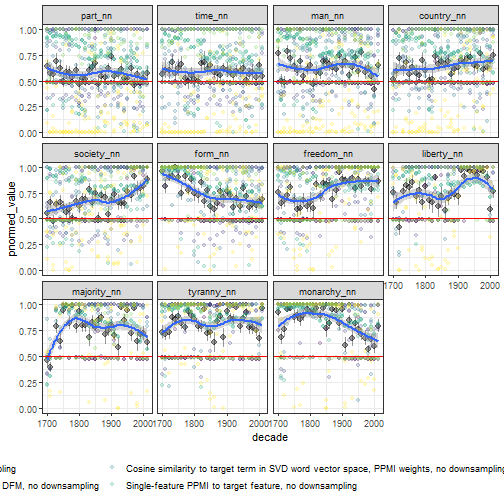 part_nn time_nn man_nn country_nn
1.00
0.75
0.50
0.25
0.00
society_nn form_nn freedom_nn liberty_nn
1.00
0.75
0.50
0.25
0.00
pnormed_value
1700 1800 1900 2000
majority_nn tyranny_nn monarchy_nn
1.00
0.75
0.50
0.25
0.00
1700 1800 1900 2000 1700 1800 1900 2000 1700 1800 1900 2000
decade
pling Cosine similarity to target term in SVD word vector space, PPMI weights, no downsampling
DFM, no downsampling Single-feature PPMI to target feature, no downsampling